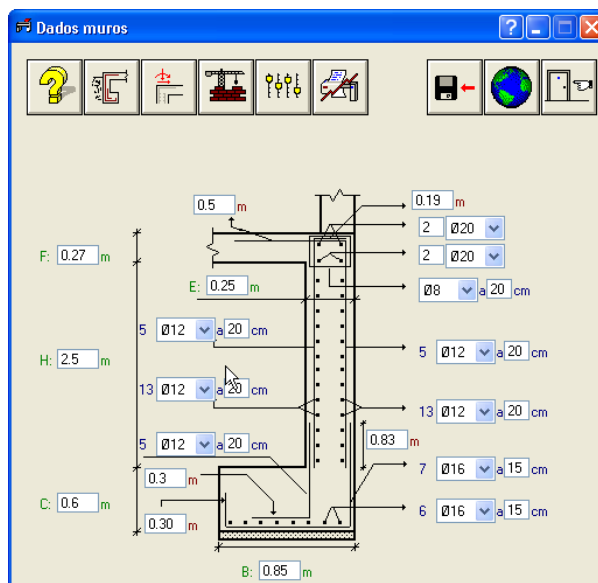 Dados muros
0.5 m
0.19 m
2 Ø20
F: 0.27 m
2 Ø20
E: 0.25 m
Ø8 a 20 cm
5 Ø12 a 20 cm
5 Ø12 a 20 cm
H: 2.5 m
13 Ø12 a 20 cm
13 Ø12 a 20 cm
5 Ø12 a 20 cm
0.83 m
0.3 m
7 Ø16 a 15 cm
C: 0.6 m
0.30 m
6 Ø16 a 15 cm
B: 0.85 m